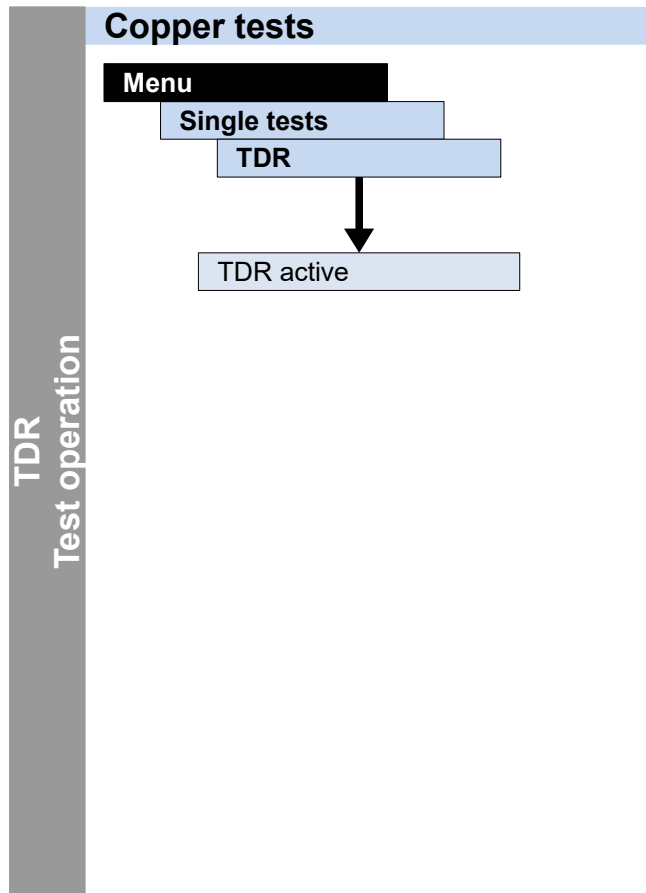 Copper tests
Menu
Single tests
TDR
TDR active
TDR
Test operation